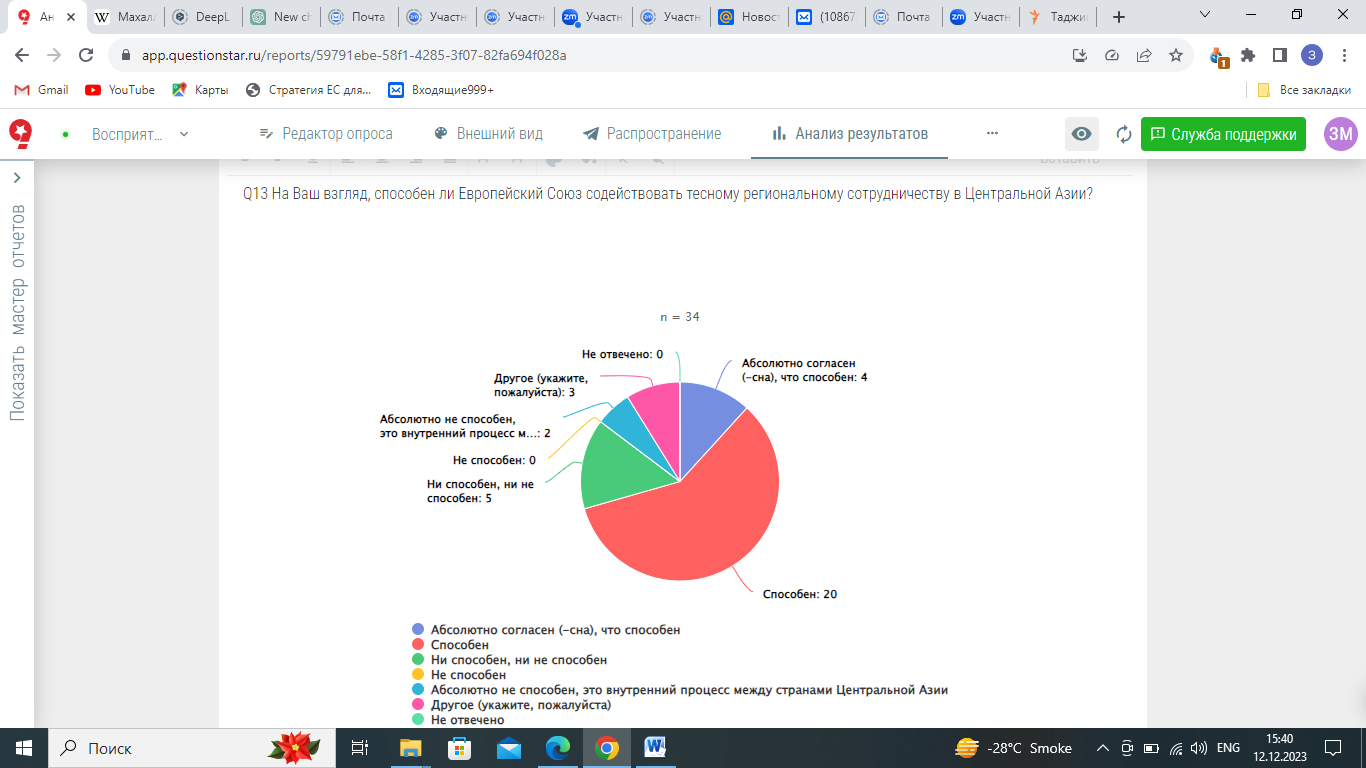 Ан
Махал
DeepL
New ch
Почта
Участн
Участн
Участн
Участн
Новост
(10867
Почта
Участн
Таджи
app.questionstar.ru/reports/59791ebe-58f1-4285-3f07-82fa694f028a
1
З
Gmail
YouTube
Карты
Стратегия ЕС для...
Входящие999+
Все закладки
Восприят...
Редактор опроса
Внешний вид
Распространение
Анализ результатов
Служба поддержки
ЗМ
Вставить
Показать мастер отчетов
Q13 На Ваш взгляд, способен ли Европейский Союз содействовать тесному региональному сотрудничеству в Центральной Азии?
n = 34
Не отвечено: 0
Абсолютно согласен
(-сна), что способен: 4
Другое (укажите,
пожалуйста): 3
Абсолютно не способен,
это внутренний процесс м...: 2
Не способен: 0
Ни способен, ни не
способен: 5
Способен: 20
Абсолютно согласен (-сна), что способен
Способен
Ни способен, ни не способен
Не способен
Абсолютно не способен, это внутренний процесс между странами Центральной Азии
Другое (укажите, пожалуйста)
Не отвечено
Поиск
-28°C Smoke
ENG
15:40
12.12.2023